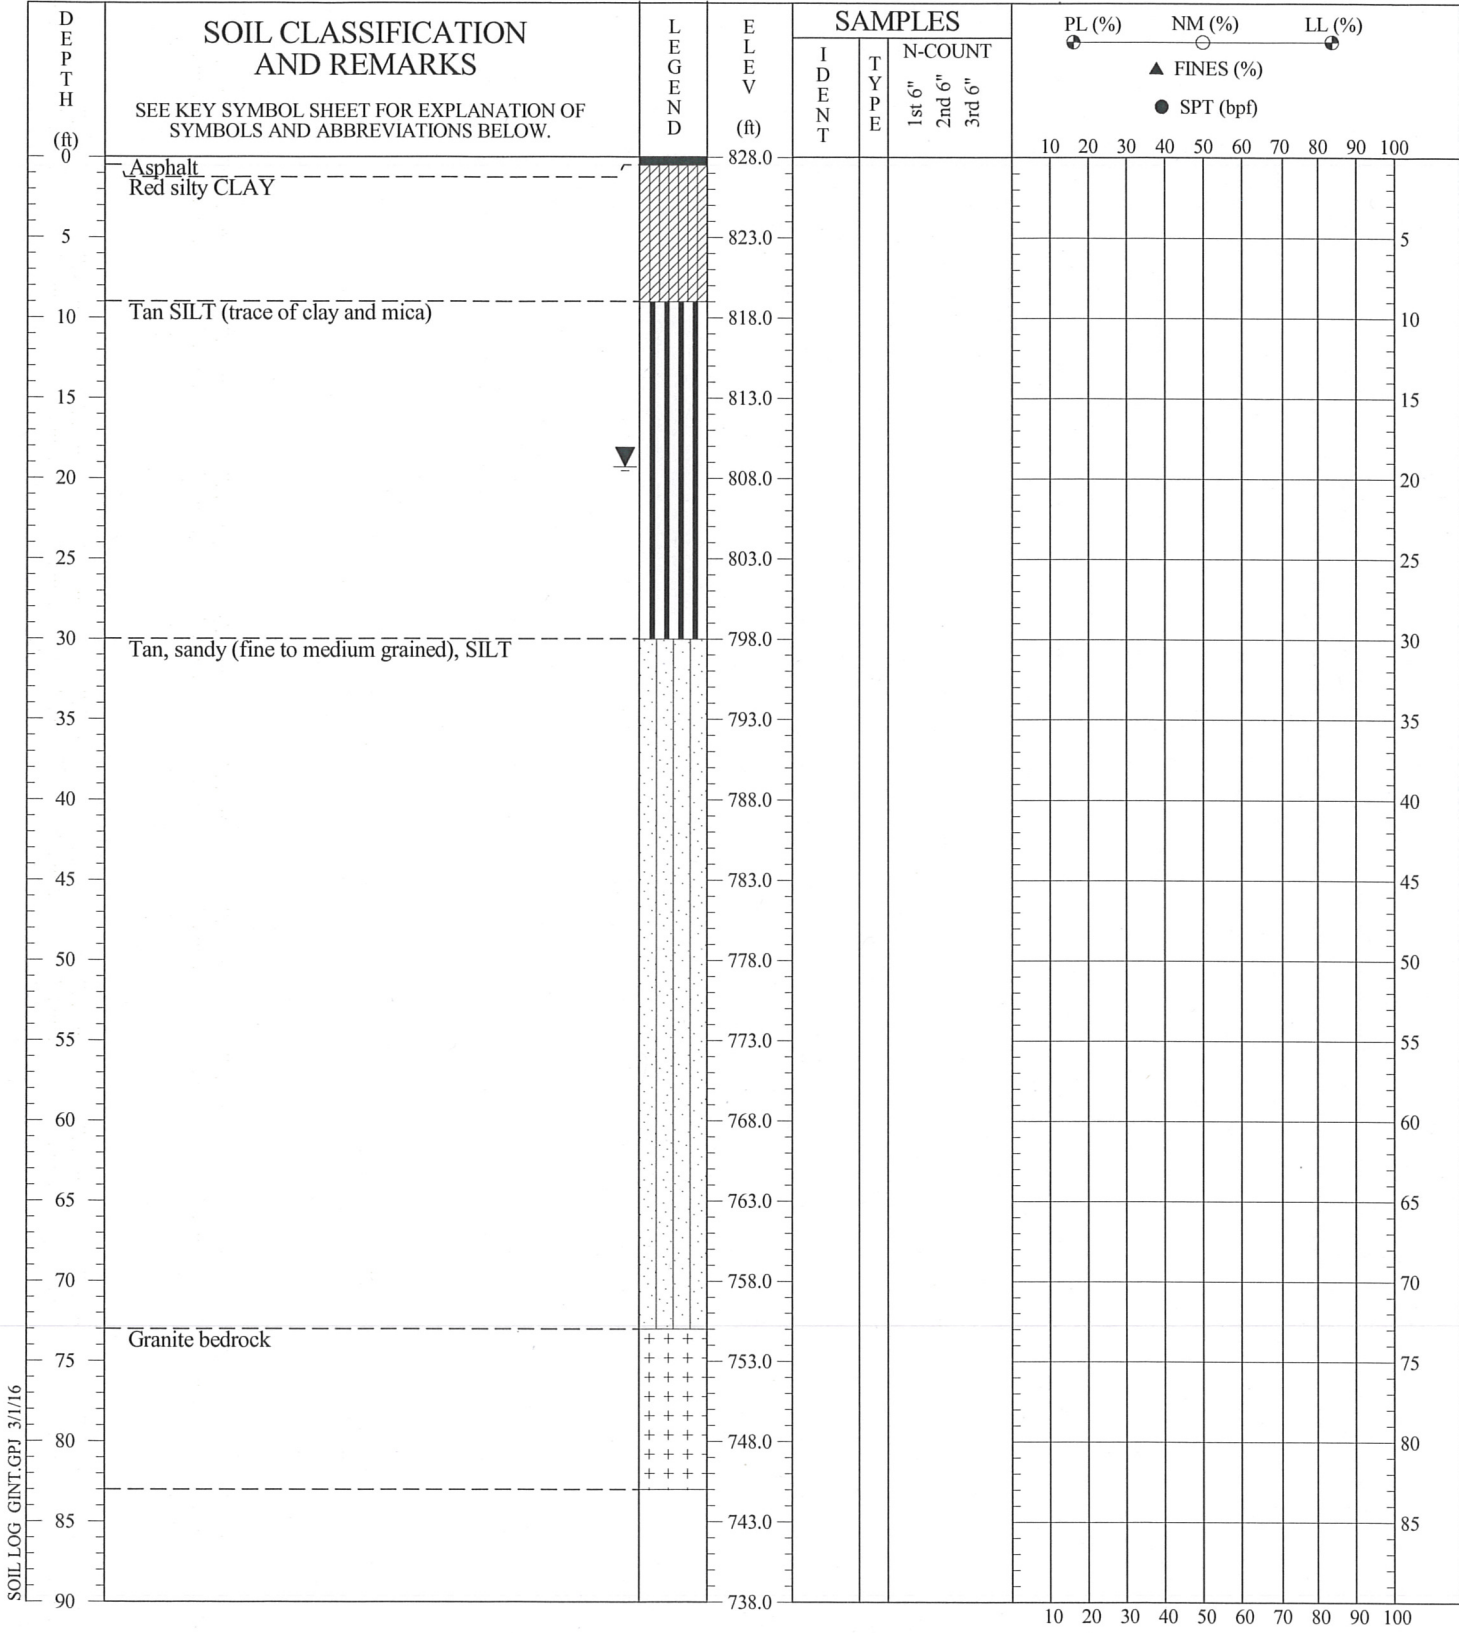 DEPTH
(ft)
SOIL CLASSIFICATION
AND REMARKS
SEE KEY SYMBOL SHEET FOR EXPLANATION OF
SYMBOLS AND ABBREVIATIONS BELOW.
LEGEND
ELEV
(ft)
SAMPLES
IDENT
TYPE
N-COUNT
1st 6"
2nd 6"
3rd 6"
PL (%) NM (%) LL (%)
FINES (%)
SPT (bpf)
10 20 30 40 50 60 70 80 90 100
0 828.0
Asphalt
Red silty CLAY
5 823.0 5
Tan SILT (trace of clay and mica)
10 818.0 10
15 813.0 15
20 808.0 20
25 803.0 25
30 798.0 30
Tan, sandy (fine to medium grained), SILT
35 793.0 35
40 788.0 40
45 783.0 45
50 778.0 50
55 773.0 55
60 768.0 60
65 763.0 65
70 758.0 70
Granite bedrock
75 753.0 75
80 748.0 80
85 743.0 85
90 738.0
10 20 30 40 50 60 70 80 90 100
SOIL LOG GINT.GPJ 3/1/16